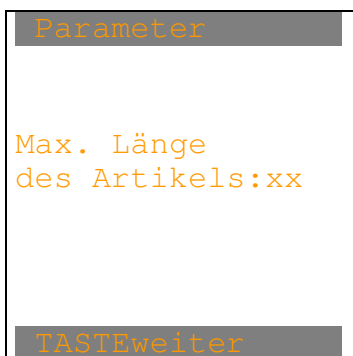 Parameter
Max. Länge
des Artikels:xx
TASTEweiter